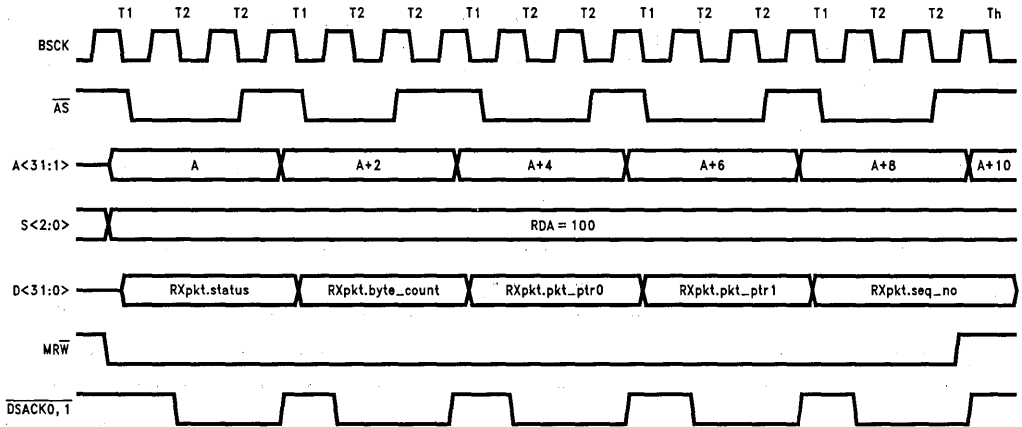 T1 T2 T2 T1 T2 T2 T1 T2 T2 T1 T2 T2 T1 T2 T2 Th
BSCK
AS
A<31:1> A A+2 A+4 A+6 A+8 A+10
S<2:0> RDA = 100
D<31:0> RXpkt.status RXpkt.byte_count RXpkt.pkt_ptr0 RXpkt.pkt_ptr1 RXpkt.seq_no
MRW
DSACK0, 1